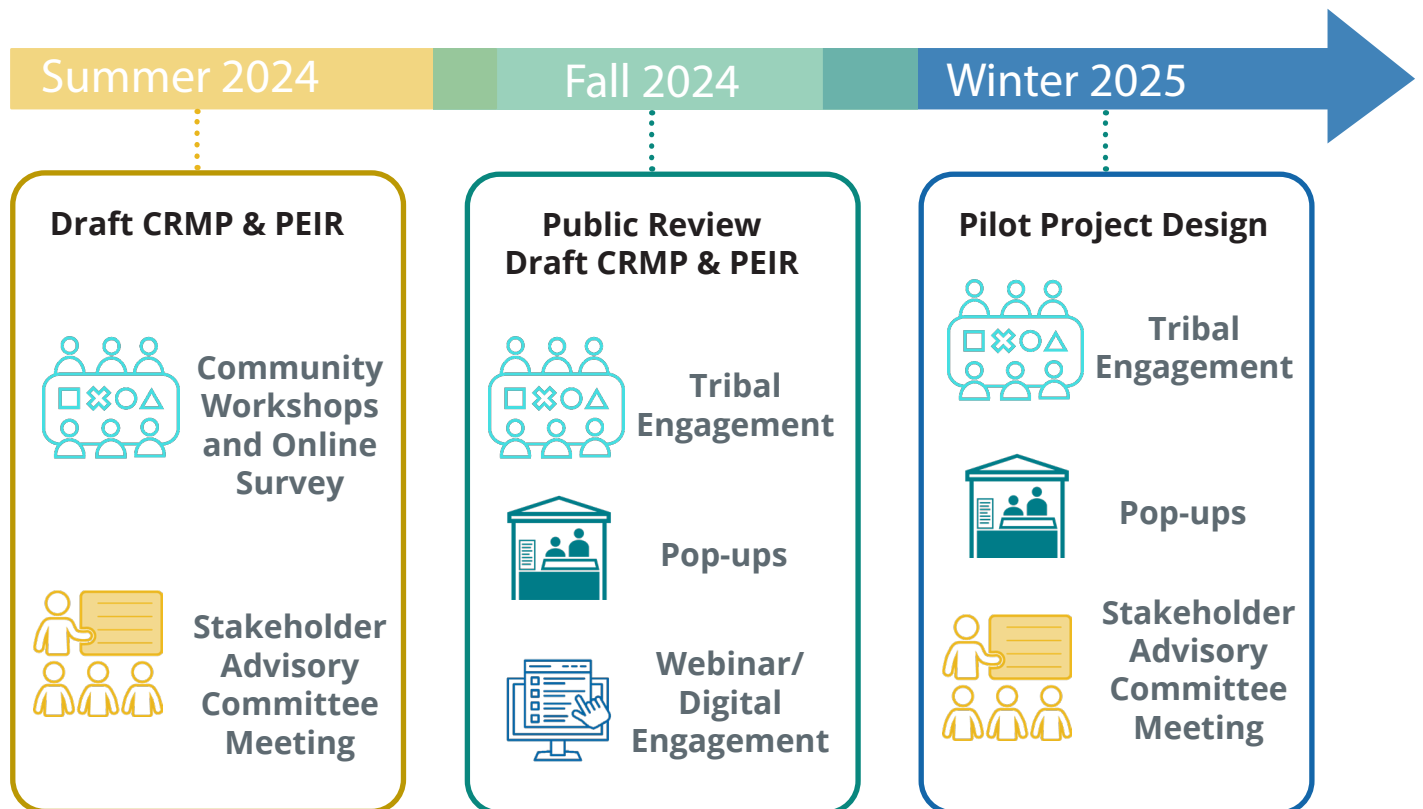 Summer 2024
Fall 2024
Winter 2025
Draft CRMP & PEIR
Community
Workshops
and Online
Survey
Stakeholder
Advisory
Committee
Meeting
Public Review
Draft CRMP & PEIR
Tribal
Engagement
Pop-ups
Webinar/
Digital
Engagement
Pilot Project Design
Tribal
Engagement
Pop-ups
Stakeholder
Advisory
Committee
Meeting